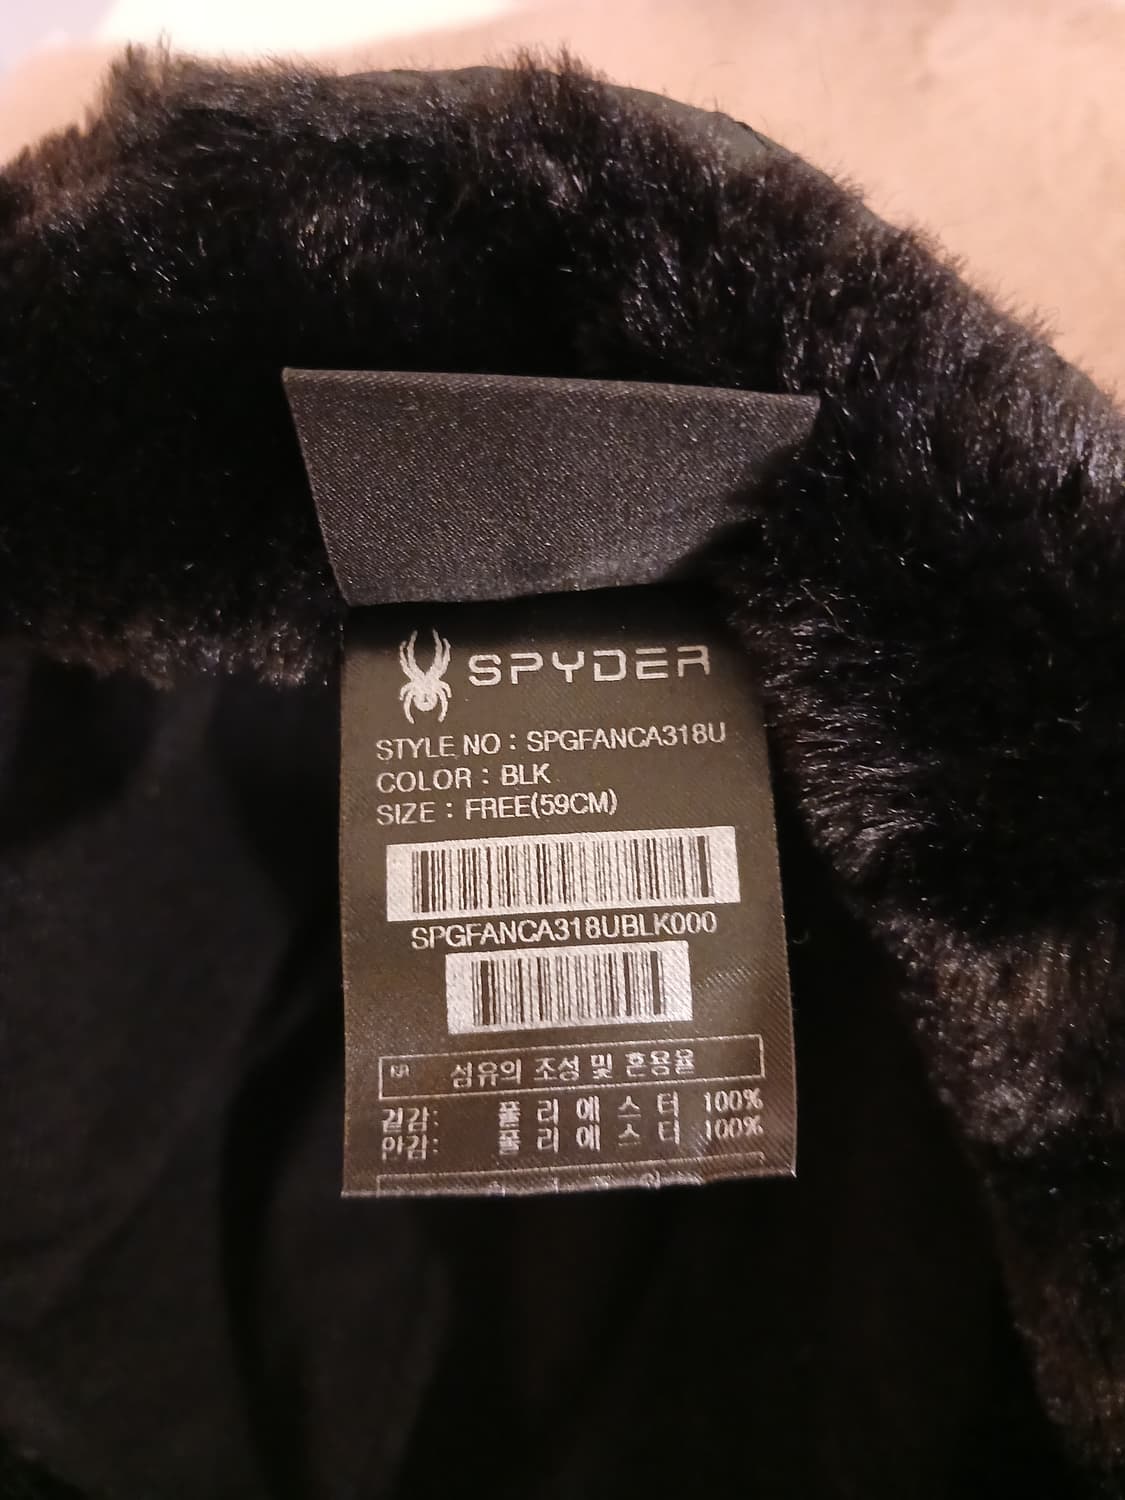 SPYDER
STYLE NO : SPGFANCA318U
COLOR : BLK
SIZE : FREE(59CM)
SPGFANCA318UBLK000
섬유의 조성 및 혼용율
겉감: 폴 리 에 스 터 100%
안감: 폴 리 에 스 터 100%